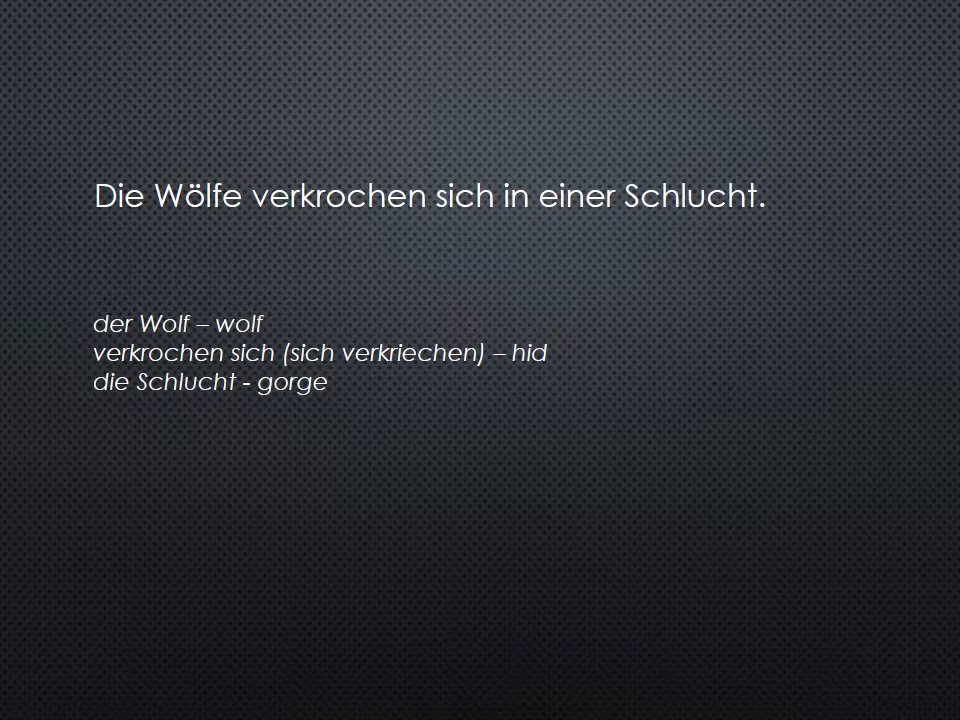 Die Wölfe verkrochen sich in einer Schlucht.
der Wolf – wolf
verkrochen sich (sich verkriechen) – hid
die Schlucht - gorge